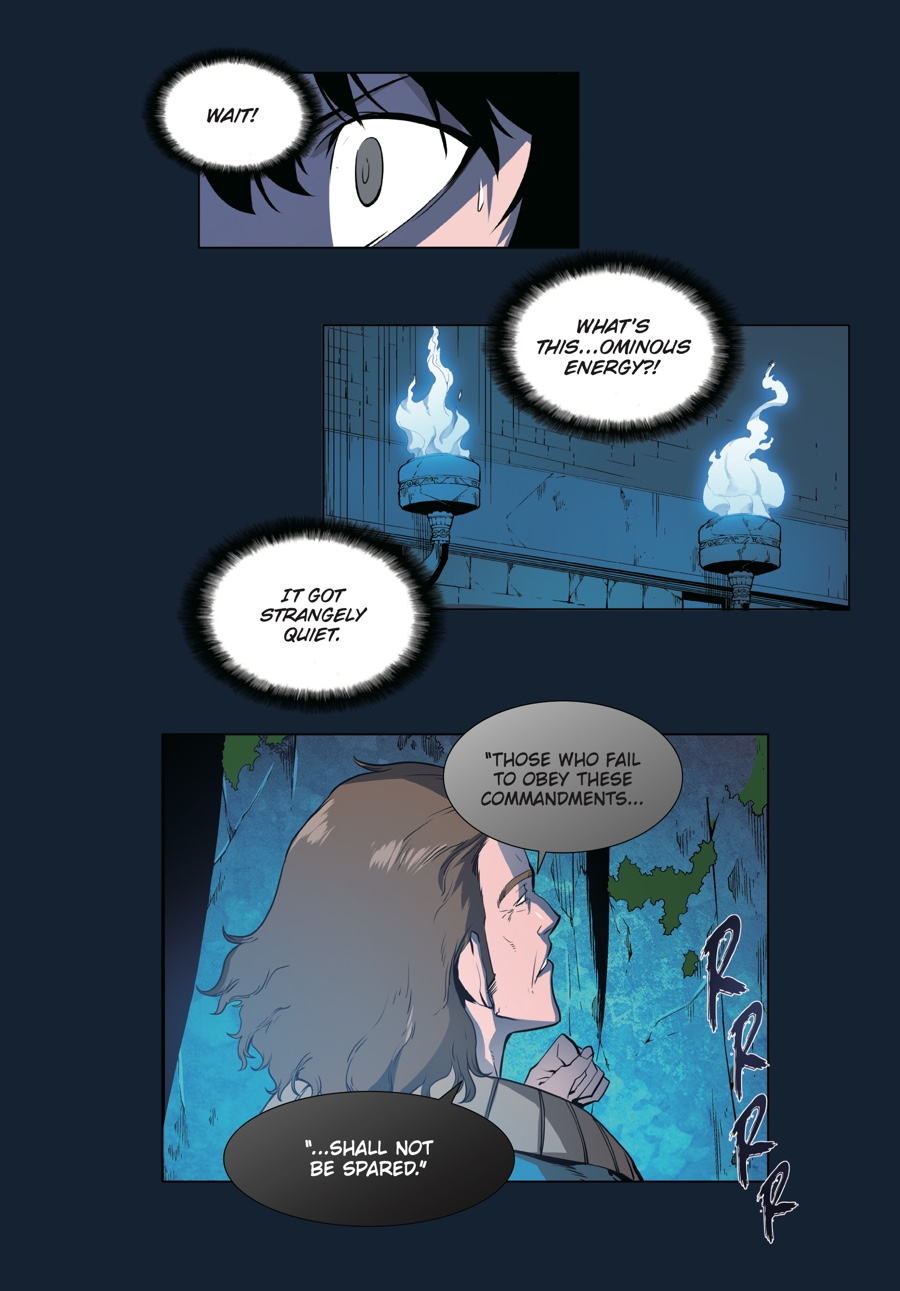 WAIT!
WHAT'S
THIS...OMINOUS
ENERGY?!
IT GOT
STRANGELY
QUIET.
"THOSE WHO FAIL
TO OBEY THESE
COMMANDMENTS...
R
R
R
R
"...SHALL NOT
BE SPARED."